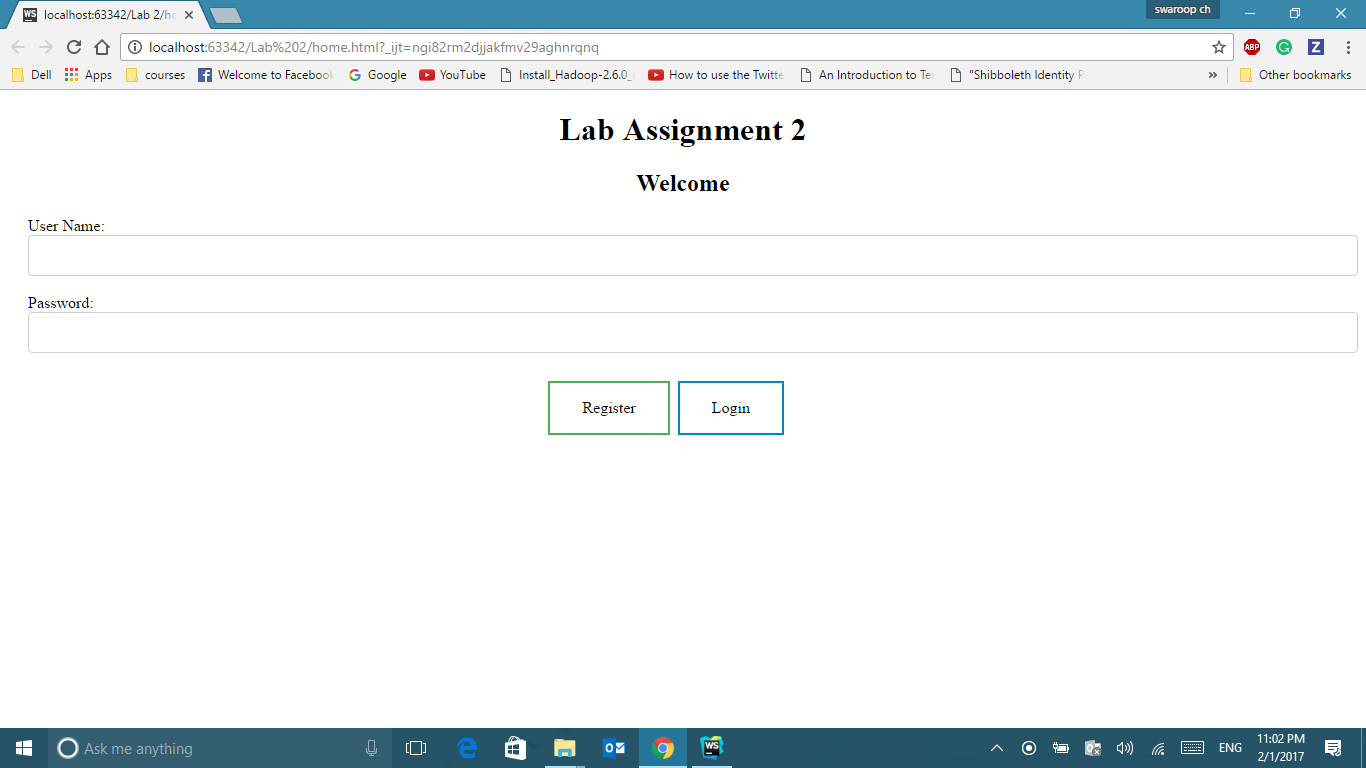 WS localhost:63342/Lab 2/h
swaroop ch
localhost:63342/Lab%202/home.html?_ijt=ngi82rm2djjakfmv29aghnrqnq
ABP G Z
Dell Apps courses Welcome to Facebook Google YouTube Install_Hadoop-2.6.0_ How to use the Twitte An Introduction to Te "Shibboleth Identity P » Other bookmarks
Lab Assignment 2
Welcome
User Name:
Password:
Register Login
Ask me anything
WS
ENG
11:02 PM
2/1/2017